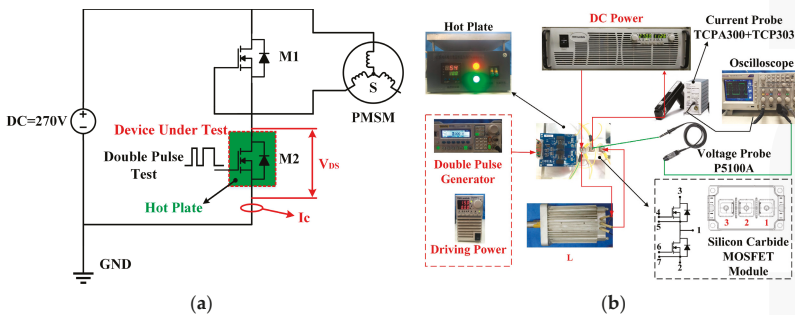 DC=270V
M1
S
PMSM
Device Under Test
Double Pulse
Test
M2
VDS
Hot Plate
Ic
GND
(a)
Hot Plate
DC Power
Current Probe
TCPA300+TCP303
Oscilloscope
Double Pulse
Generator
Driving Power
L
Voltage Probe
P5100A
3
4
5
1
6
7
2
3 2 1
Silicon Carbide
MOSFET
Module
(b)